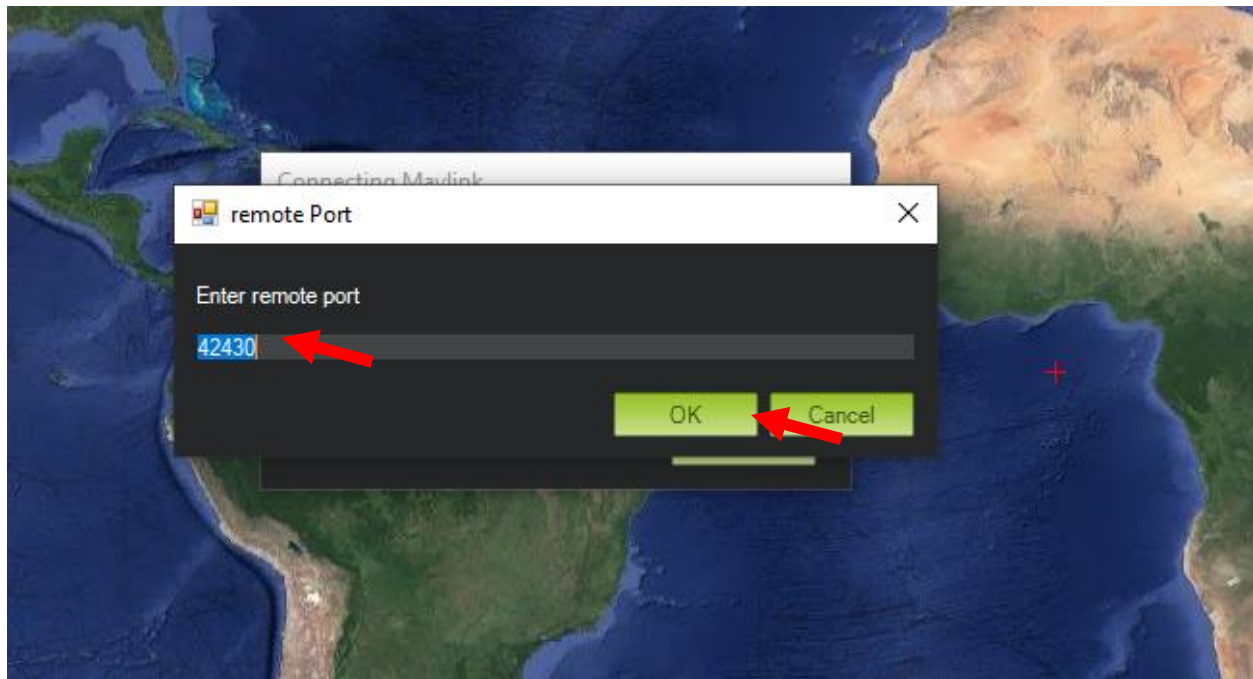 Connecting Mavlink
remote Port
Enter remote port
42430
OK
Cancel